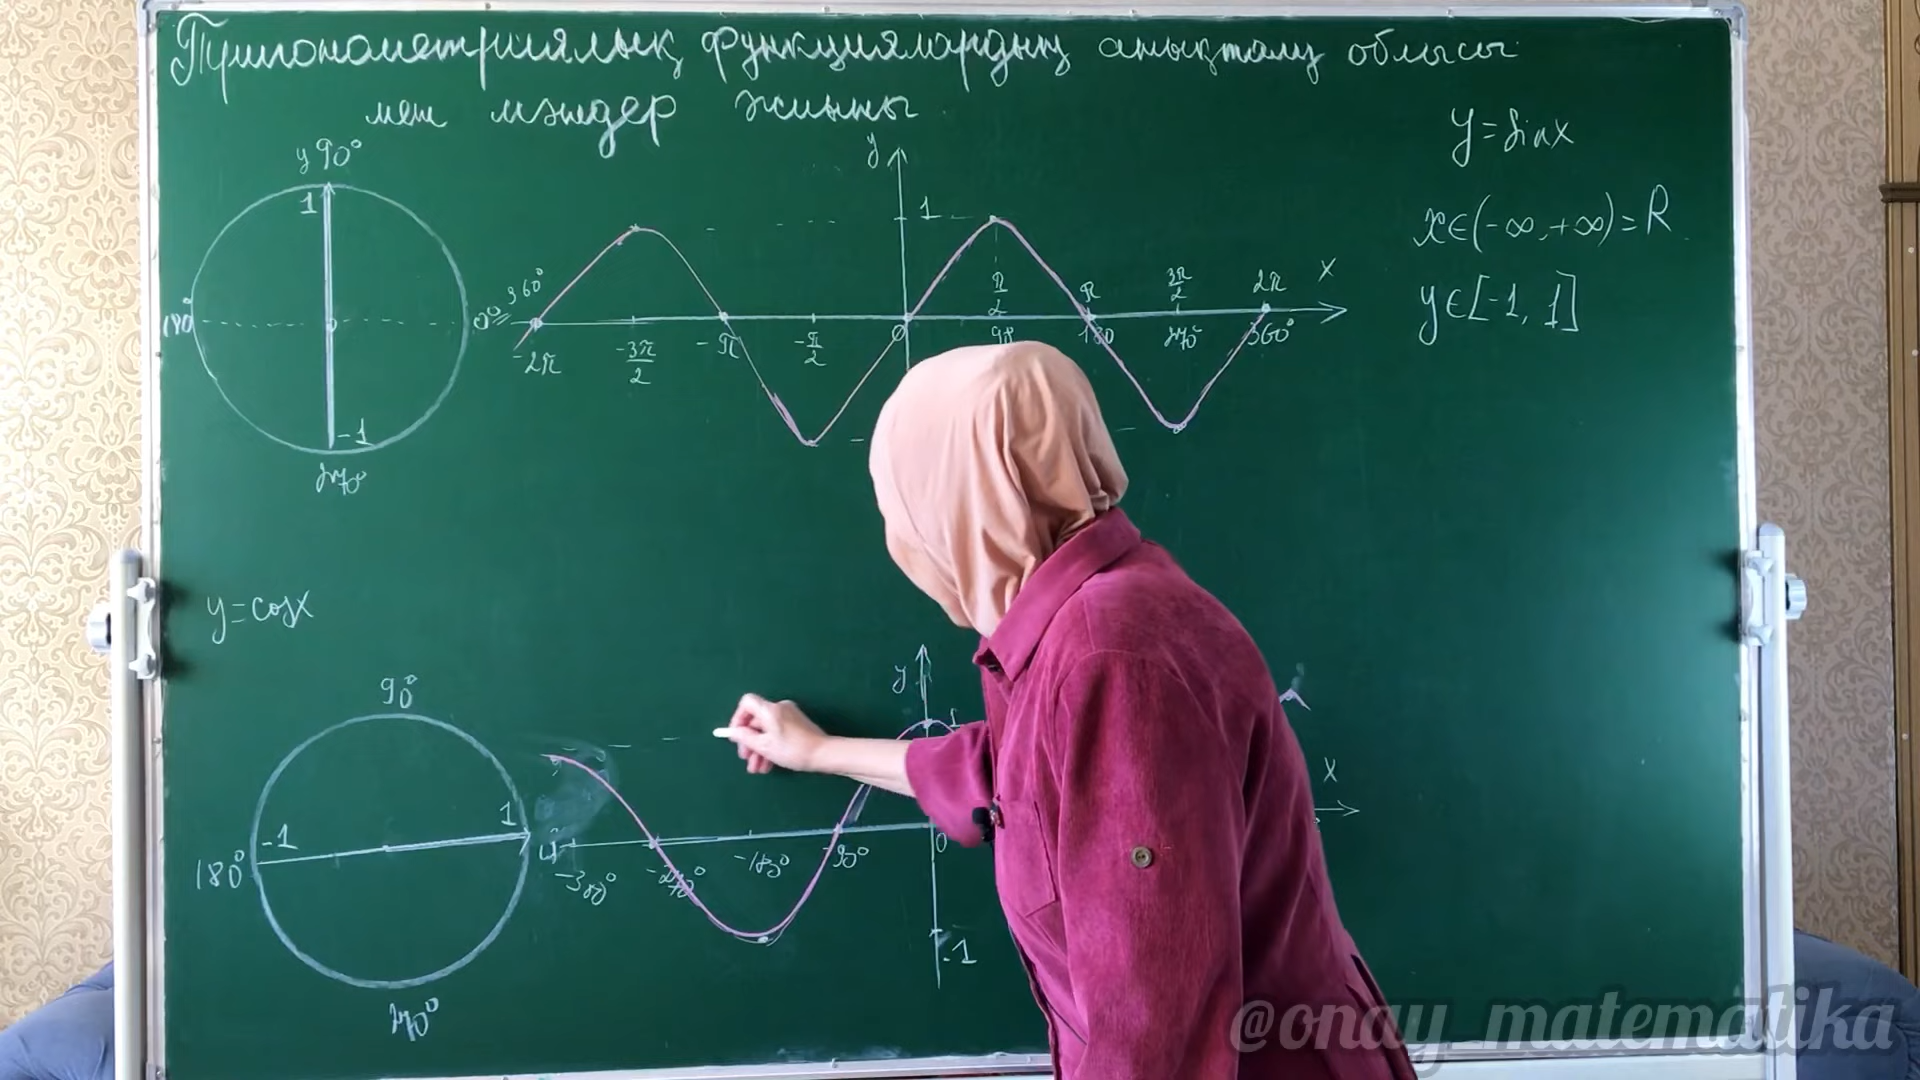 Тригонометриялық функциялардың анықталу облысы
мен мәндер жиыны
y 90°
1
180°
0°
360°
-1
270°
y
1
x
-2π
-3π/2
-π
-π/2
0
π/2
90
π
180
3π/2
270°
2π
360°
y = sin x
x∈(-∞, +∞) = R
y∈[-1, 1]
y = cos x
90°
180°
-1
1
270°
y
1
x
-360°
-270°
-180°
-90°
0
-1
@onay_matematika